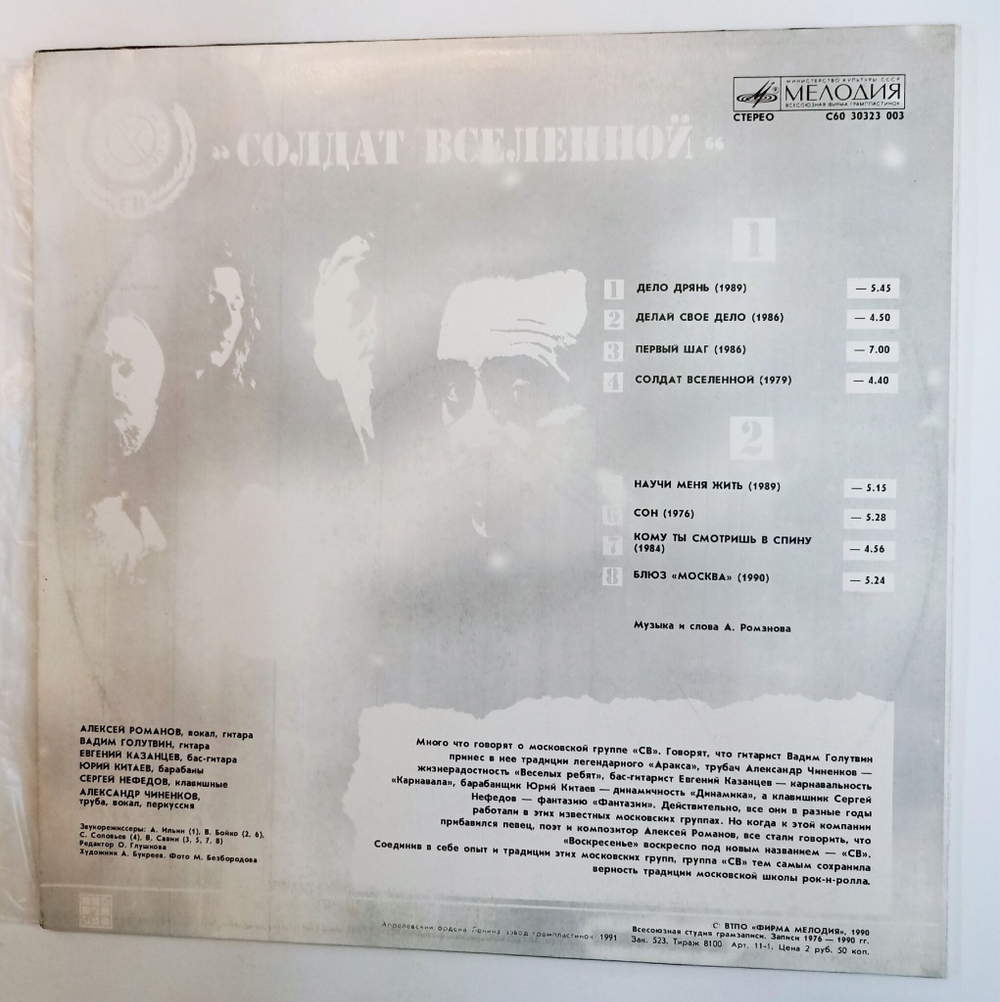 МИНИСТЕРСТВО КУЛЬТУРЫ СССР
МЕЛОДИЯ
ВСЕСОЮЗНАЯ ФИРМА ГРАМПЛАСТИНОК
СТЕРЕО С60 30323 003
„СОЛДАТ ВСЕЛЕННОЙ“
СВ
1
1 ДЕЛО ДРЯНЬ (1989) — 5.45
2 ДЕЛАЙ СВОЕ ДЕЛО (1986) — 4.50
3 ПЕРВЫЙ ШАГ (1986) — 7.00
4 СОЛДАТ ВСЕЛЕННОЙ (1979) — 4.40
2
НАУЧИ МЕНЯ ЖИТЬ (1989) — 5.15
6 СОН (1976) — 5.28
7 КОМУ ТЫ СМОТРИШЬ В СПИНУ
(1984) — 4.56
8 БЛЮЗ «МОСКВА» (1990) — 5.24
Музыка и слова А. Ромзнова
АЛЕКСЕЙ РОМАНОВ, вокал, гитара
ВАДИМ ГОЛУТВИН, гитара
ЕВГЕНИЙ КАЗАНЦЕВ, бас-гитара
ЮРИЙ КИТАЕВ, барабаны
СЕРГЕЙ НЕФЕДОВ, клавишные
АЛЕКСАНДР ЧИНЕНКОВ,
труба, вокал, перкуссия
Звукорежиссеры: А. Ильин (1), В. Бойко (2, 6),
С. Соловьев (4), В. Савин (3, 5, 7, 8)
Редактор О. Глушкова
Художник А. Букреев. Фото М. Безбородова
Много что говорят о московской группе «СВ». Говорят, что гитарист Вадим Голутвин
принес в нее традиции легендарного «Аракса», трубач Александр Чиненков —
жизнерадостность «Веселых ребят», бас-гитарист Евгений Казанцев — карнавальность
«Карнавала», барабанщик Юрий Китаев — динамичность «Динамика», а клавишник Сергей
Нефедов — фантазию «Фантазии». Действительно, все они в разные годы
работали в этих известных московских группах. Но когда к этой компании
прибавился певец, поэт и композитор Алексей Романов, все стали говорить, что
«Воскресенье» воскресло под новым названием — «СВ».
Соединив в себе опыт и традиции этих московских групп, группа «СВ» тем самым сохранила
верность традиции московской школы рок-н-ролла.
Апрелевский ордена Ленина завод грампластинок 1991
С ВТПО «ФИРМА МЕЛОДИЯ», 1990
Всесоюзная студия грамзаписи. Записи 1976 — 1990 гг.
Зак. 523. Тираж 8100 Арт. 11-1. Цена 2 руб. 50 коп.